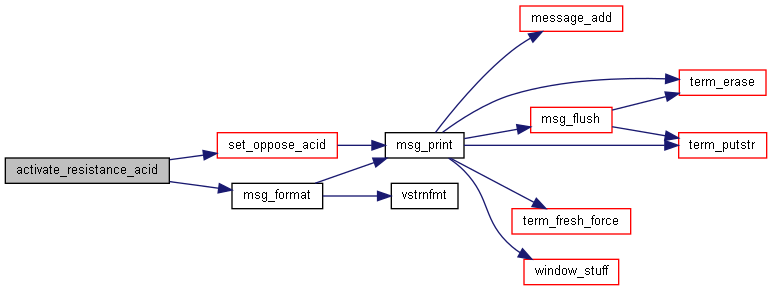 message_add
term_erase
msg_flush
set_oppose_acid
msg_print
term_putstr
activate_resistance_acid
msg_format
vstrnfmt
term_fresh_force
window_stuff